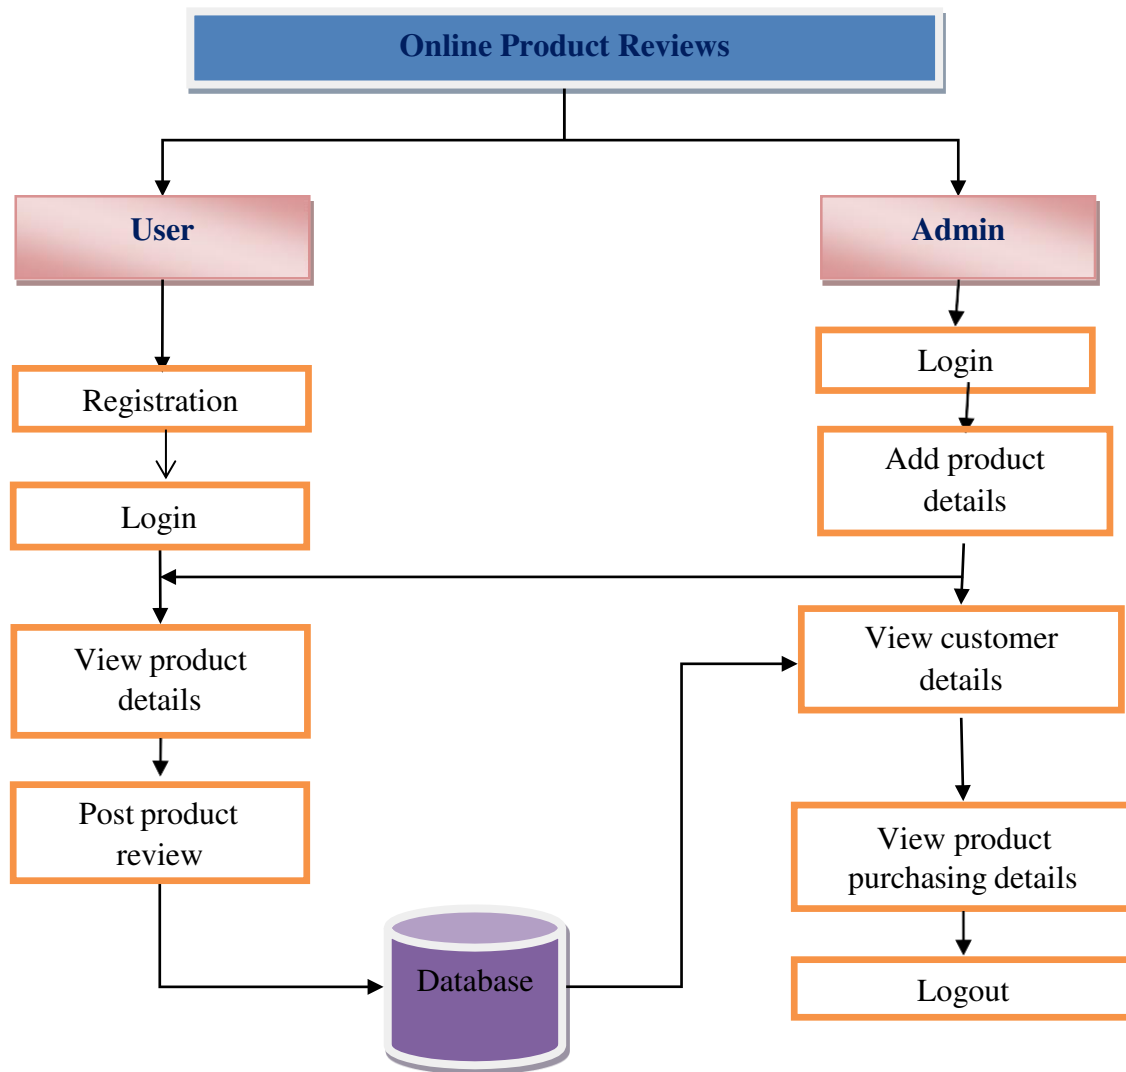 Online Product Reviews
User
Admin
Registration
Login
View product
details
Post product
review
Database
Login
Add product
details
View customer
details
View product
purchasing details
Logout